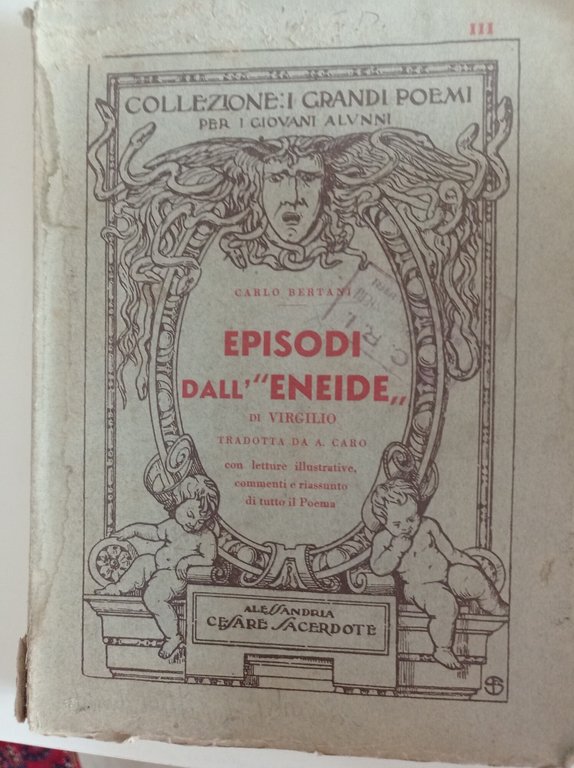 III
COLLEZIONE: I GRANDI POEMI
PER I GIOVANI ALVNNI
CARLO BERTANI
EPISODI
DALL'"ENEIDE„
DI VIRGILIO
TRADOTTA DA A. CARO
con letture illustrative,
commenti e riassunto
di tutto il Poema
ALESSANDRIA
CESARE SACERDOTE